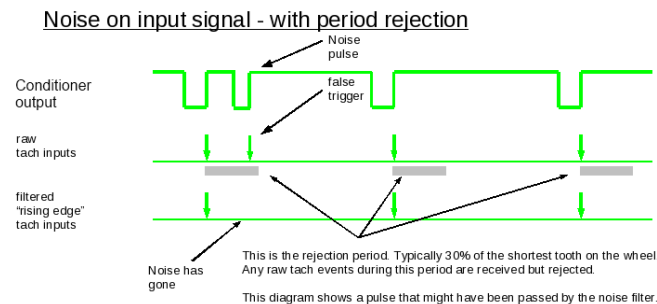 Noise on input signal - with period rejection
Noise
pulse
Conditioner
output
false
trigger
raw
tach inputs
filtered
"rising edge"
tach inputs
Noise has
gone
This is the rejection period. Typically 30% of the shortest tooth on the wheel
Any raw tach events during this period are received but rejected.
This diagram shows a pulse that might have been passed by the noise filter.